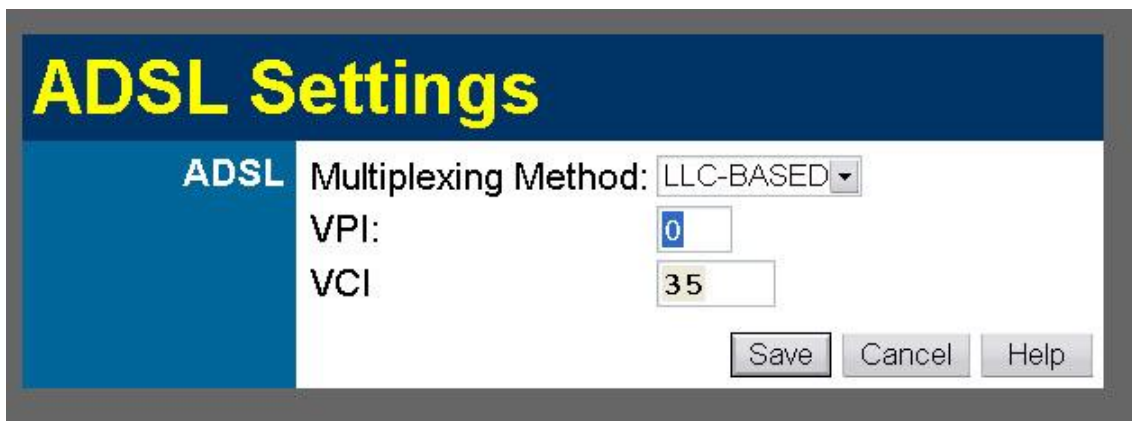 ADSL Settings
ADSL Multiplexing Method: LLC-BASED
VPI: 0
VCI 35
Save Cancel Help